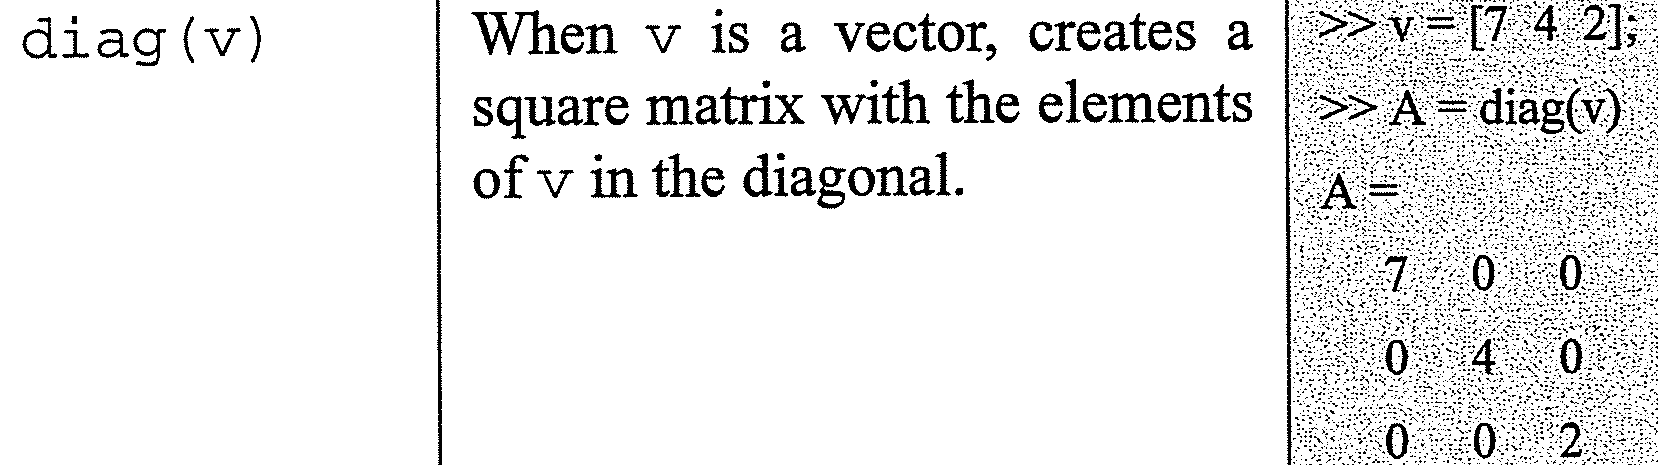 diag(v)
When v is a vector, creates a
square matrix with the elements
of v in the diagonal.
>> v = [7 4 2];
>> A = diag(v)
A =
7 0 0
0 4 0
0 0 2